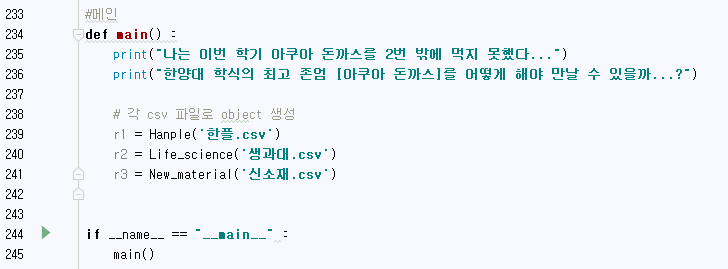 233 #메인
234 def main() :
235 print("나는 이번 학기 아쿠아 돈까스를 2번 밖에 먹지 못했다...")
236 print("한양대 학식의 최고 존엄 [아쿠아 돈까스]를 어떻게 해야 만날 수 있을까...?")
237
238 # 각 csv 파일로 object 생성
239 r1 = Hanple('한플.csv')
240 r2 = Life_science('생과대.csv')
241 r3 = New_material('신소재.csv')
242
243
244 if __name__ == "__main__" :
245 main()